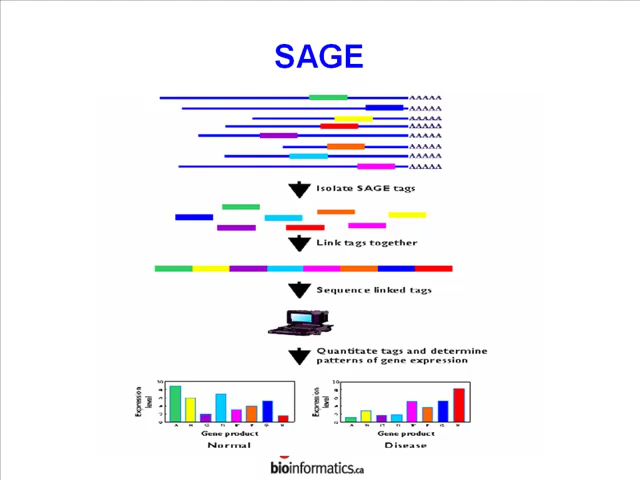 SAGE
AAAAA
AAAAA
AAAAA
AAAAA
AAAAA
AAAAA
AAAAA
AAAAA
Isolate SAGE tags
Link tags together
Sequence linked tags
Quantitate tags and determine
patterns of gene expression
Expression
level
Gene product
Normal
Expression
level
Gene product
Disease
bioinformatics.ca